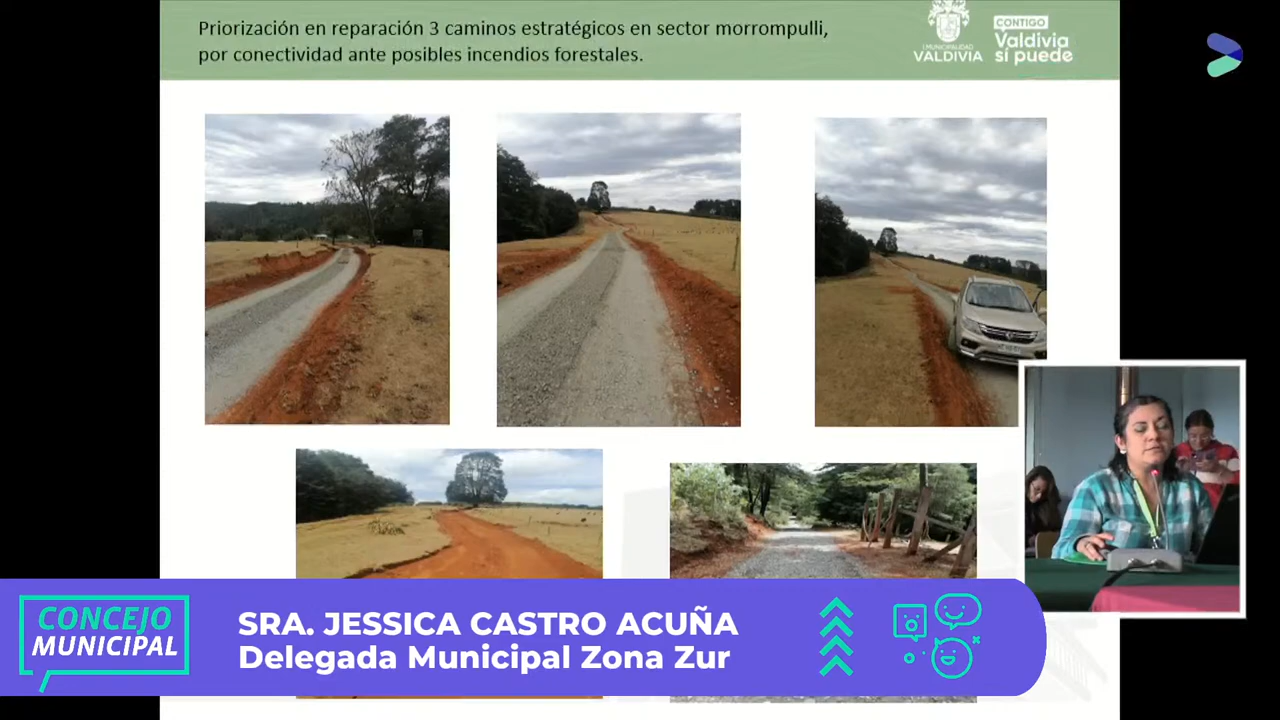 Priorización en reparación 3 caminos estratégicos en sector morrompulli,
por conectividad ante posibles incendios forestales.
I. MUNICIPALIDAD
VALDIVIA
CONTIGO
Valdivia
sí puede
CONCEJO
MUNICIPAL
SRA. JESSICA CASTRO ACUÑA
Delegada Municipal Zona Zur